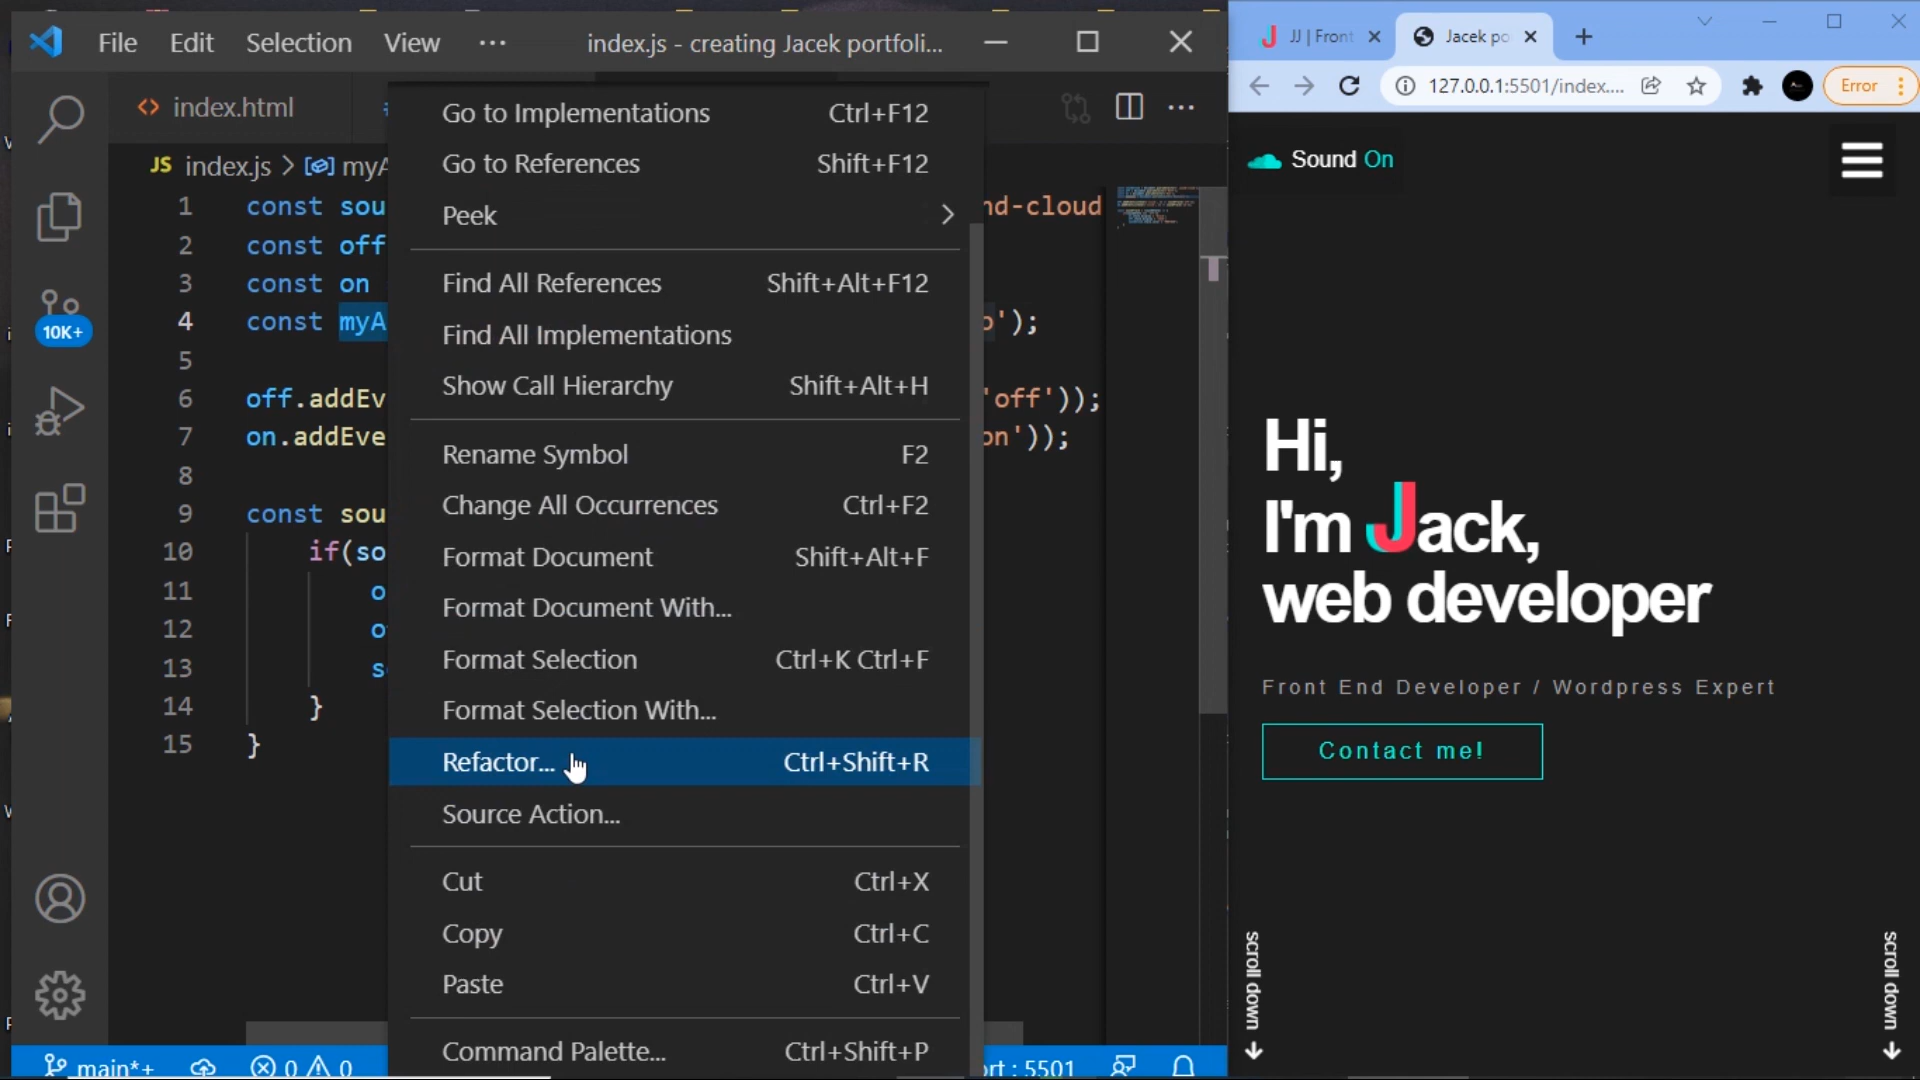 File Edit Selection View ... index.js - creating Jacek portfoli...
index.html
JS index.js > myA
1 const sou nd-cloud
2 const off
3 const on
4 const myA ');
5
6 off.addEv 'off'));
7 on.addEve on'));
8
9 const sou
10 if(so
11 o
12 o
13 s
14 }
15 }
10K+
Go to Implementations Ctrl+F12
Go to References Shift+F12
Peek
Find All References Shift+Alt+F12
Find All Implementations
Show Call Hierarchy Shift+Alt+H
Rename Symbol F2
Change All Occurrences Ctrl+F2
Format Document Shift+Alt+F
Format Document With...
Format Selection Ctrl+K Ctrl+F
Format Selection With...
Refactor... Ctrl+Shift+R
Source Action...
Cut Ctrl+X
Copy Ctrl+C
Paste Ctrl+V
Command Palette... Ctrl+Shift+P
main*+ 0 0 ort : 5501
JJ | Front Jacek po
127.0.0.1:5501/index.... Error
Sound On
Hi,
I'm Jack,
web developer
Front End Developer / Wordpress Expert
Contact me!
scroll down
scroll down